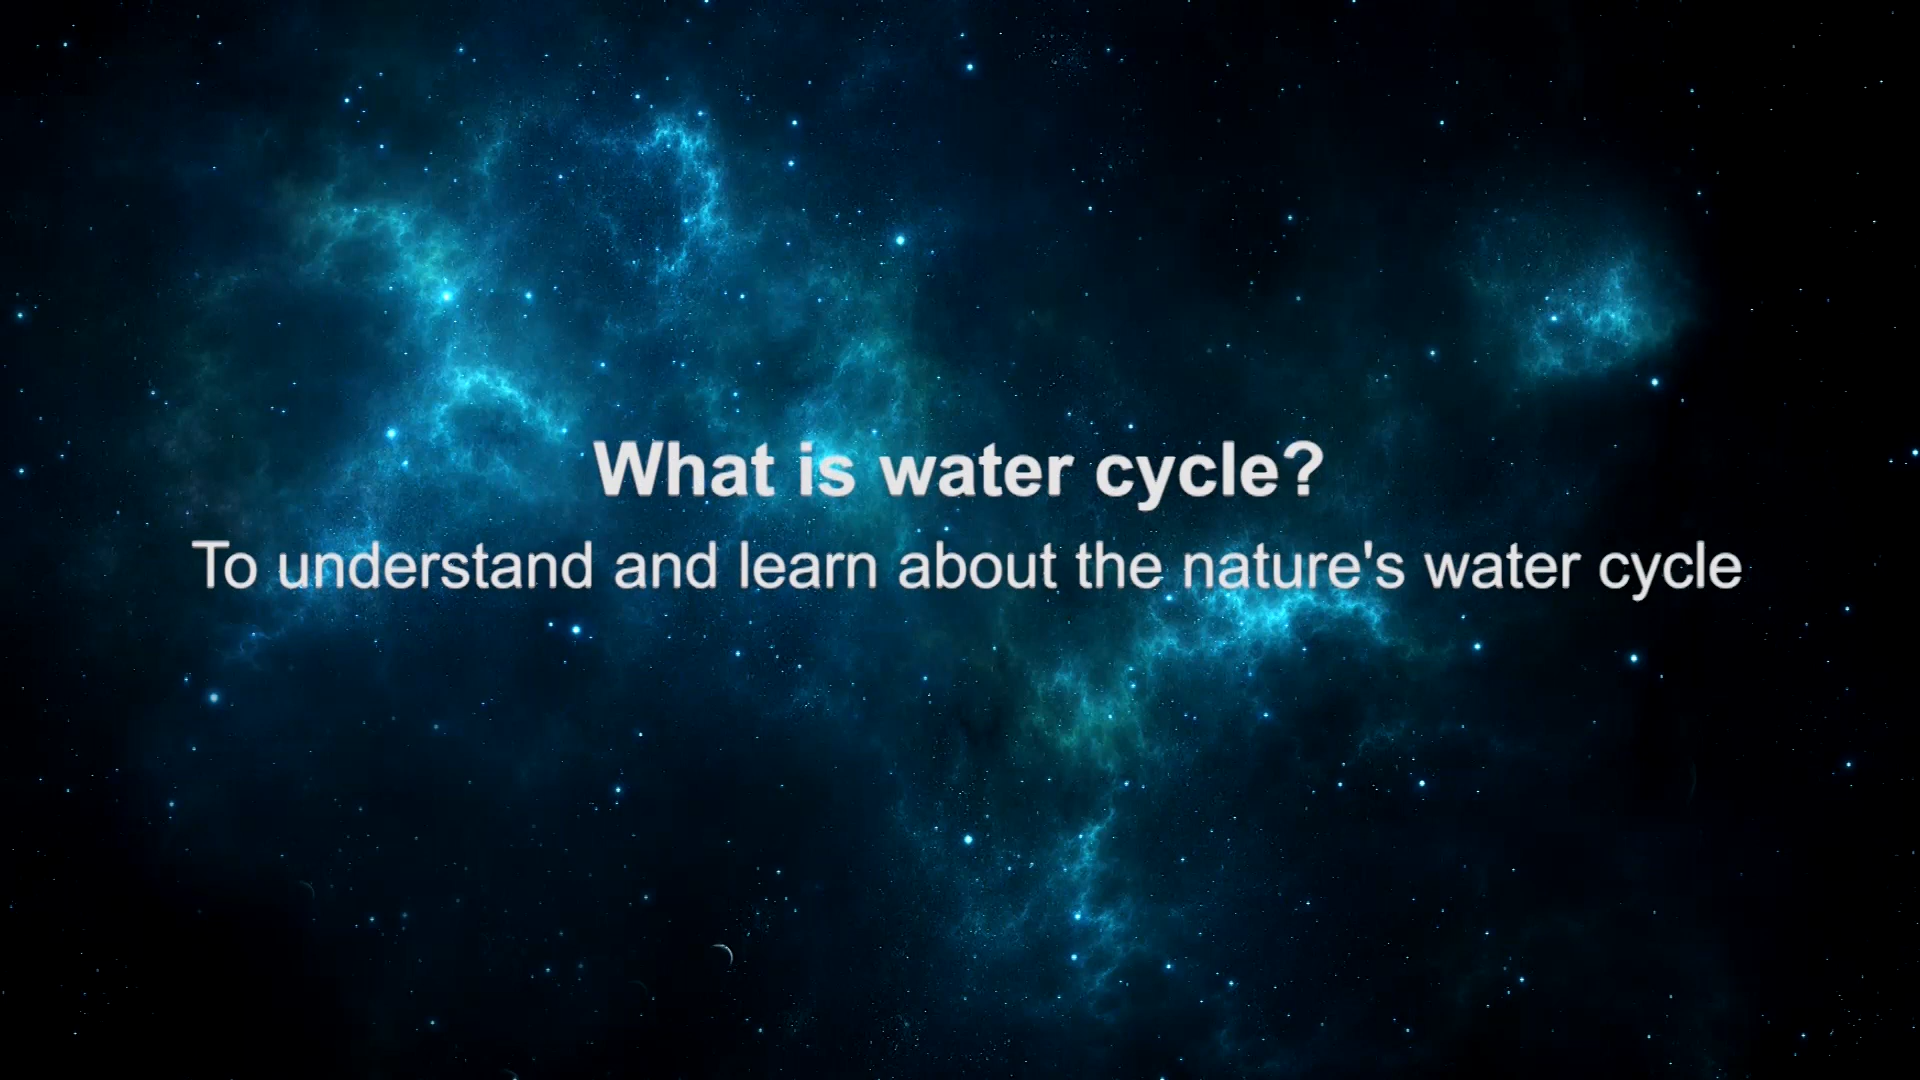 What is water cycle?
To understand and learn about the nature's water cycle